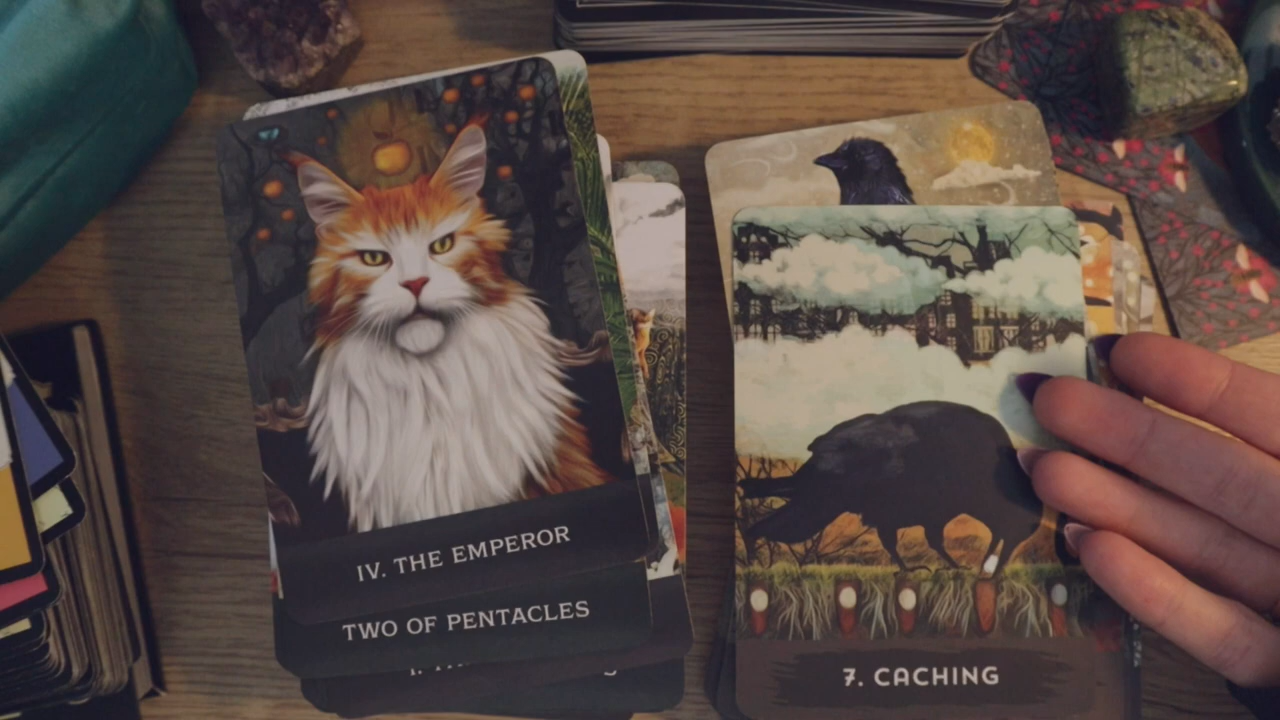 IV. THE EMPEROR
TWO OF PENTACLES
7. CACHING